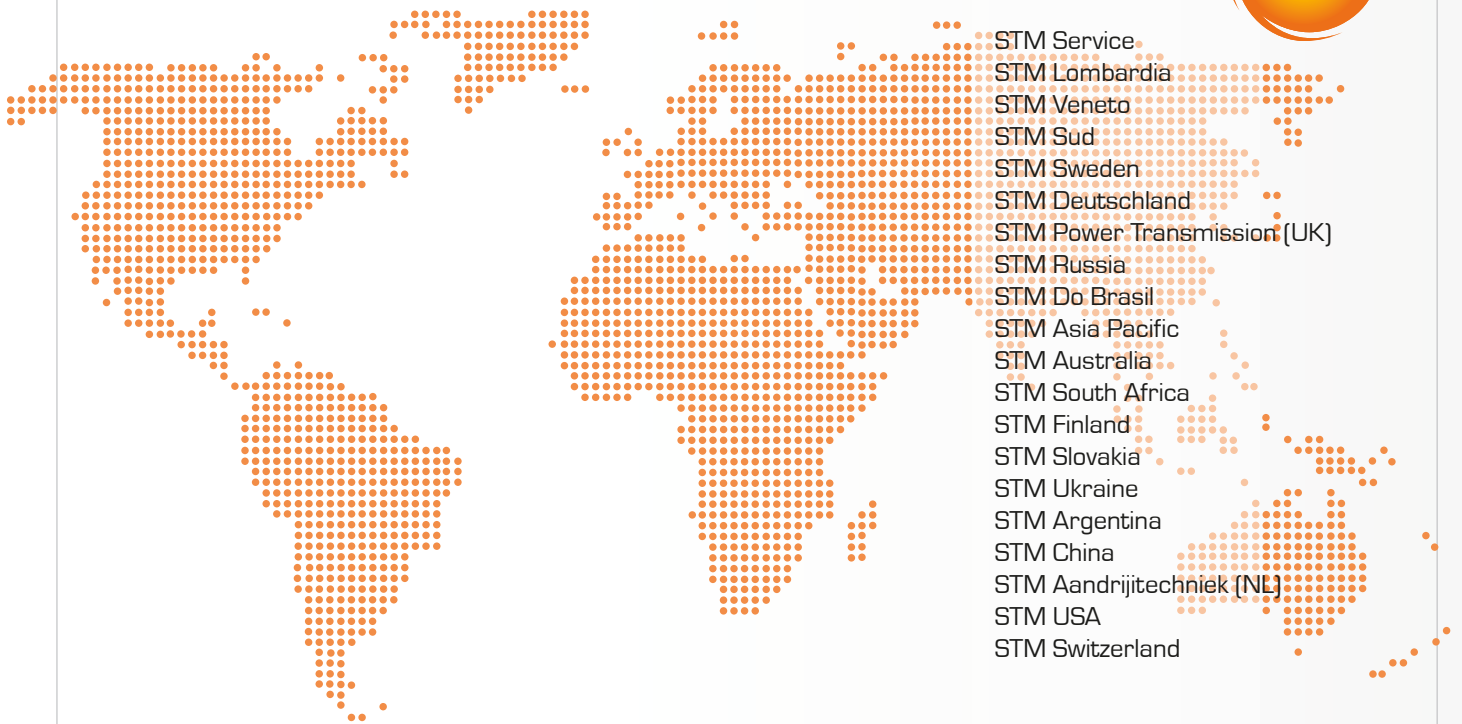 STM Service
STM Lombardia
STM Veneto
STM Sud
STM Sweden
STM Deutschland
STM Power Transmission (UK)
STM Russia
STM Do Brasil
STM Asia Pacific
STM Australia
STM South Africa
STM Finland
STM Slovakia
STM Ukraine
STM Argentina
STM China
STM Aandrijitechniek (NL)
STM USA
STM Switzerland